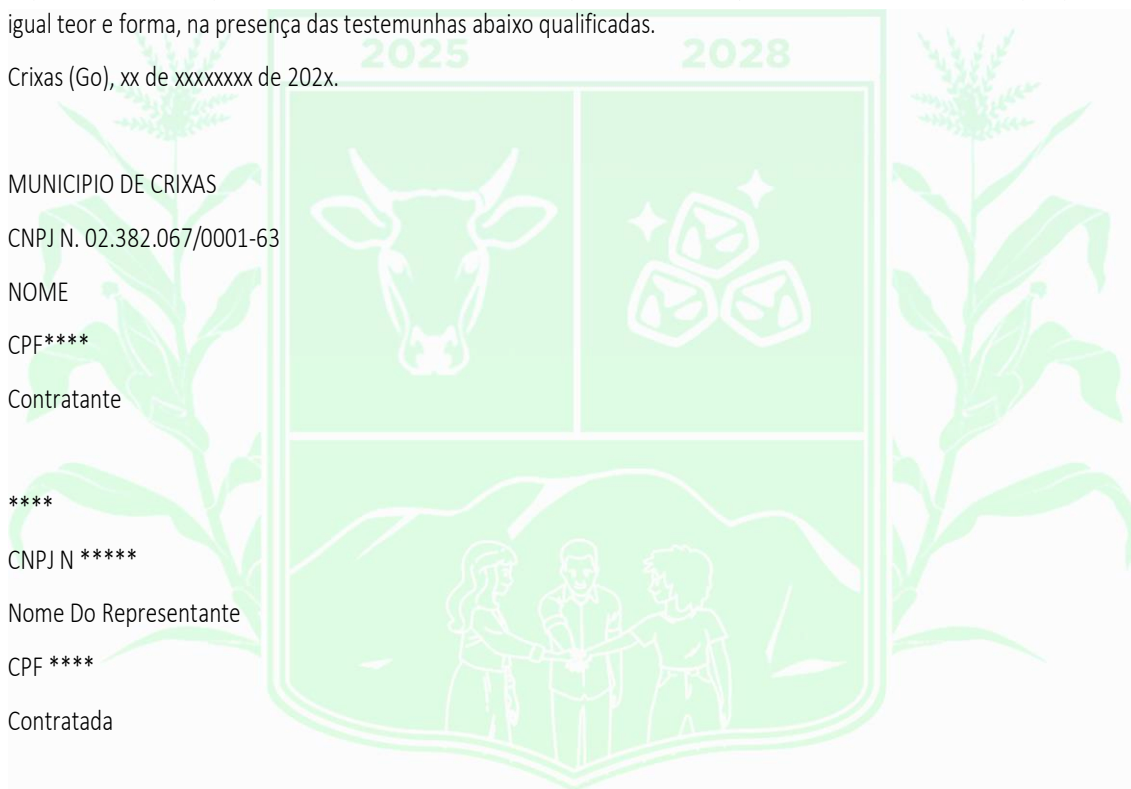 igual teor e forma, na presença das testemunhas abaixo qualificadas.
2025 2028
Crixas (Go), xx de xxxxxxxx de 202x.
MUNICIPIO DE CRIXAS
CNPJ N. 02.382.067/0001-63
NOME
CPF****
Contratante
****
CNPJ N *****
Nome Do Representante
CPF ****
Contratada